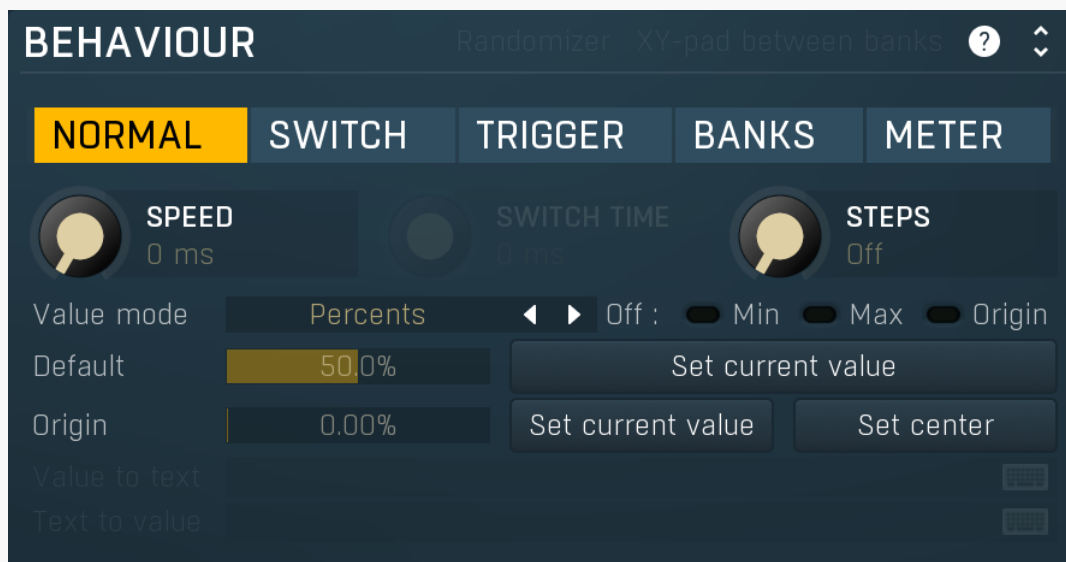 BEHAVIOUR Randomizer XY-pad between banks ?
NORMAL SWITCH TRIGGER BANKS METER
SPEED SWITCH TIME STEPS
0 ms 0 ms Off
Value mode Percents Off : Min Max Origin
Default 50.0% Set current value
Origin 0.00% Set current value Set center
Value to text
Text to value